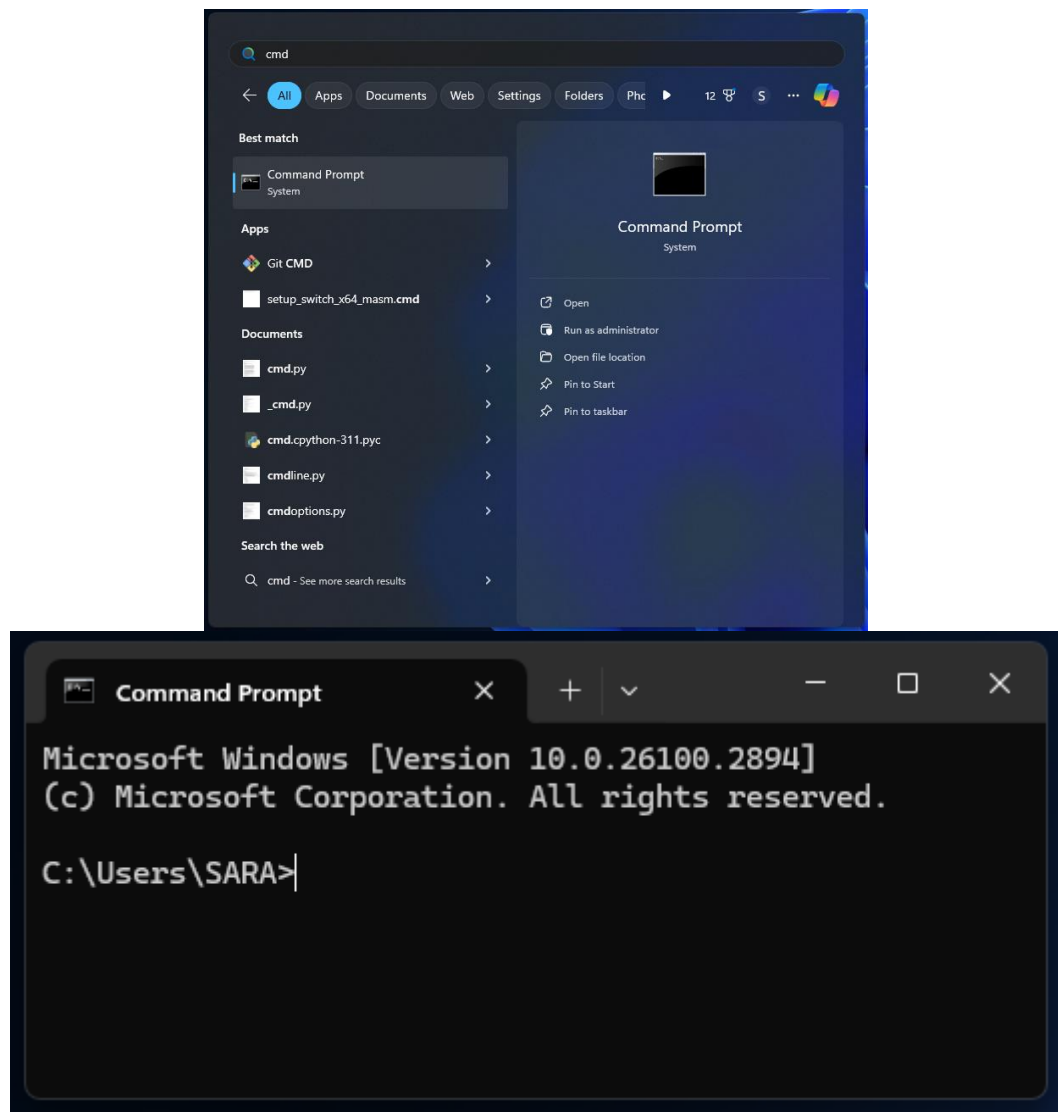 cmd
All Apps Documents Web Settings Folders Phc 12 S ...
Best match
Command Prompt
System
Apps
Git CMD
setup_switch_x64_masm.cmd
Documents
cmd.py
_cmd.py
cmd.cpython-311.pyc
cmdline.py
cmdoptions.py
Search the web
cmd - See more search results
Command Prompt
System
Open
Run as administrator
Open file location
Pin to Start
Pin to taskbar
Command Prompt
Microsoft Windows [Version 10.0.26100.2894]
(c) Microsoft Corporation. All rights reserved.
C:\Users\SARA>